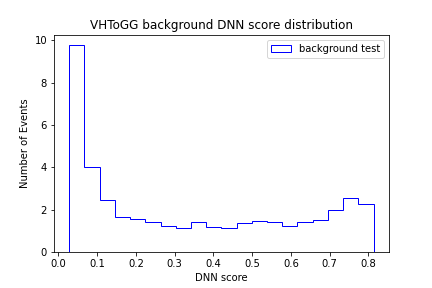 VHToGG background DNN score distribution
background test
Number of Events
10
8
6
4
2
0
0.0 0.1 0.2 0.3 0.4 0.5 0.6 0.7 0.8
DNN score